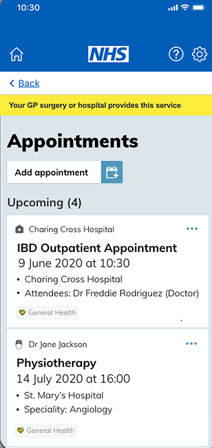 10:30
NHS
Back
Your GP surgery or hospital provides this service
Appointments
Add appointment
Upcoming (4)
Charing Cross Hospital
IBD Outpatient Appointment
9 June 2020 at 10:30
• Charing Cross Hospital
• Attendees: Dr Freddie Rodriguez (Doctor)
General Health
Dr Jane Jackson
Physiotherapy
14 July 2020 at 16:00
• St. Mary's Hospital
• Speciality: Angiology
General Health